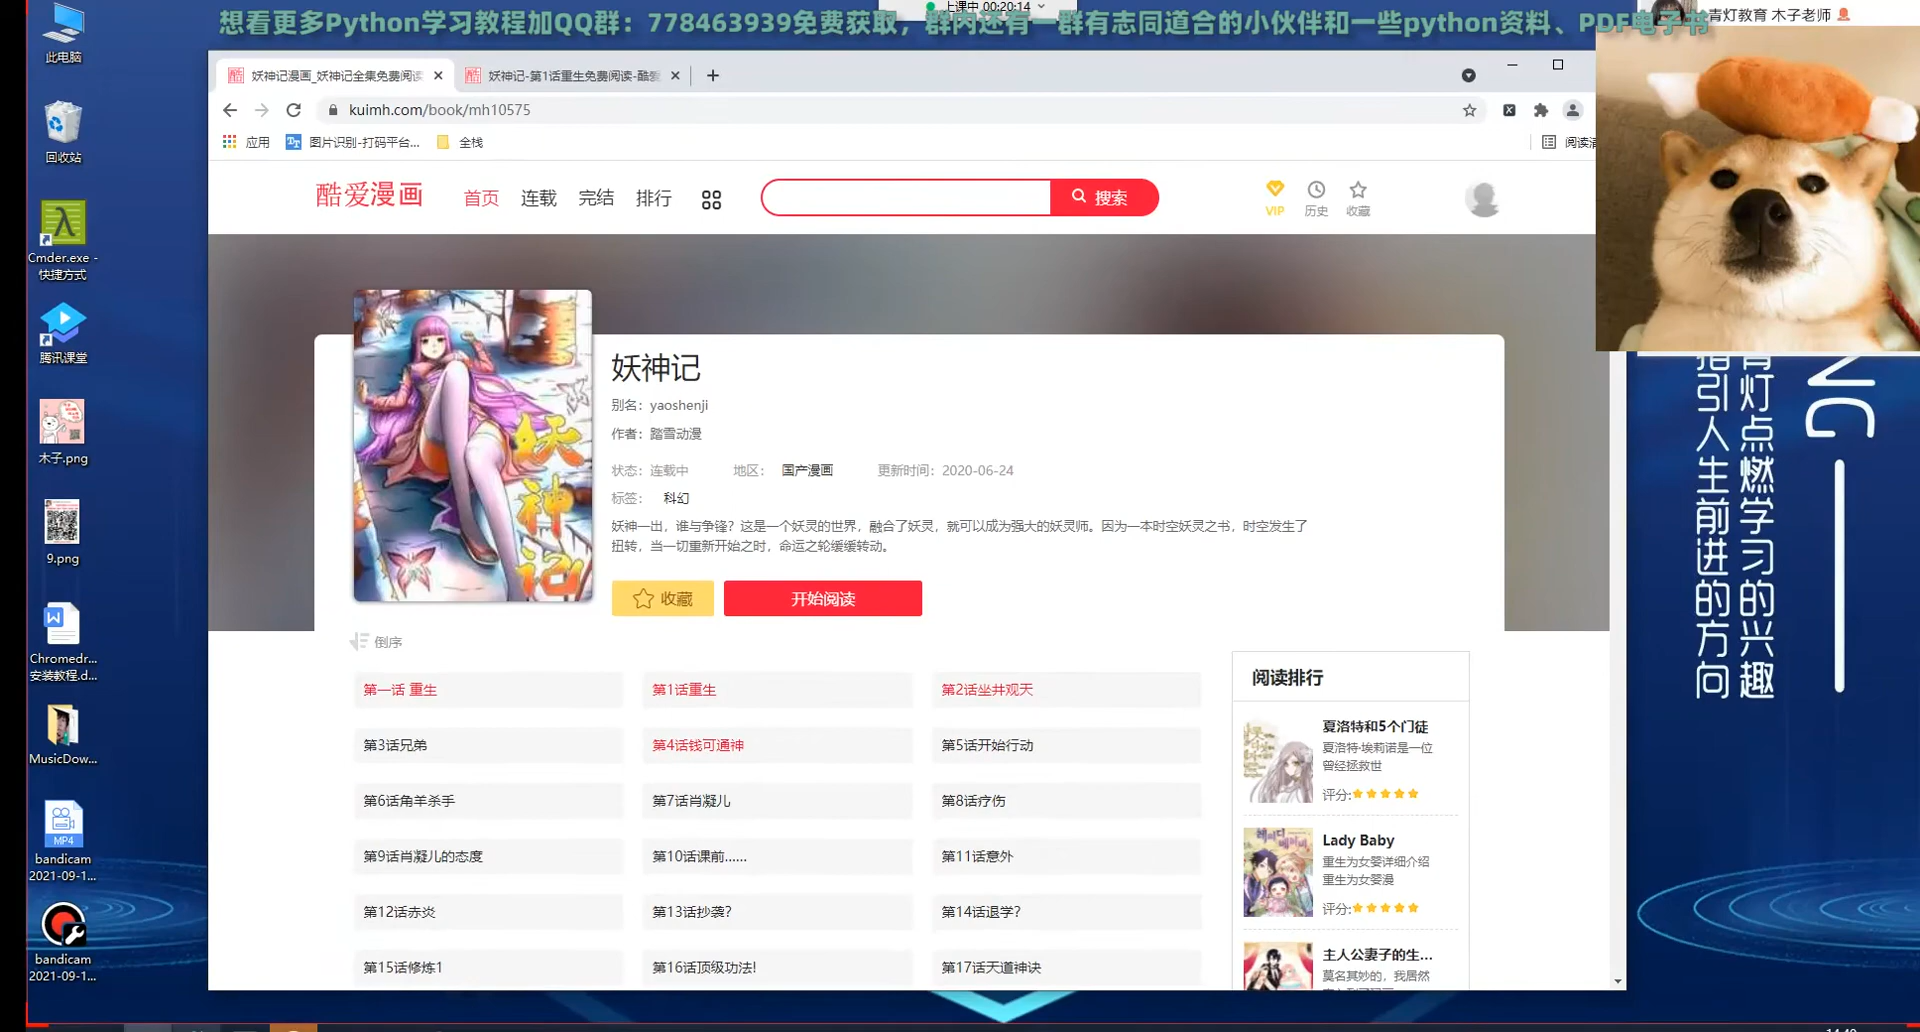 上课中 00:20:14
想看更多Python学习教程加QQ群：778463939免费获取，群内还有一群有志同道合的小伙伴和一些python资料、PDF电子书
青灯教育 木子老师
此电脑
回收站
Cmder.exe - 快捷方式
腾讯课堂
木子.png
9.png
Chromedr...
安装教程.d...
MusicDow...
MP4
bandicam
2021-09-1...
bandicam
2021-09-1...
妖神记漫画_妖神记全集免费阅读
妖神记-第1话重生免费阅读-酷爱
kuimh.com/book/mh10575
应用
图片识别-打码平台...
全栈
酷爱漫画
首页
连载
完结
排行
搜索
VIP
历史
收藏
妖神记
妖神记
别名：yaoshenji
作者：踏雪动漫
状态：连载中 地区： 国产漫画 更新时间：2020-06-24
标签： 科幻
妖神一出，谁与争锋？这是一个妖灵的世界，融合了妖灵，就可以成为强大的妖灵师。因为一本时空妖灵之书，时空发生了
扭转，当一切重新开始之时，命运之轮缓缓转动。
收藏
开始阅读
倒序
第一话 重生
第1话重生
第2话坐井观天
第3话兄弟
第4话钱可通神
第5话开始行动
第6话角羊杀手
第7话肖凝儿
第8话疗伤
第9话肖凝儿的态度
第10话课前......
第11话意外
第12话赤炎
第13话抄袭?
第14话退学?
第15话修炼1
第16话顶级功法!
第17话天道神诀
阅读排行
夏洛特和5个门徒
夏洛特·埃莉诺是一位
曾经拯救世
评分:
Lady Baby
重生为女婴详细介绍
重生为女婴漫
评分:
主人公妻子的生...
莫名其妙的，我居然
NG
青灯点燃学习的兴趣
指引人生前进的方向